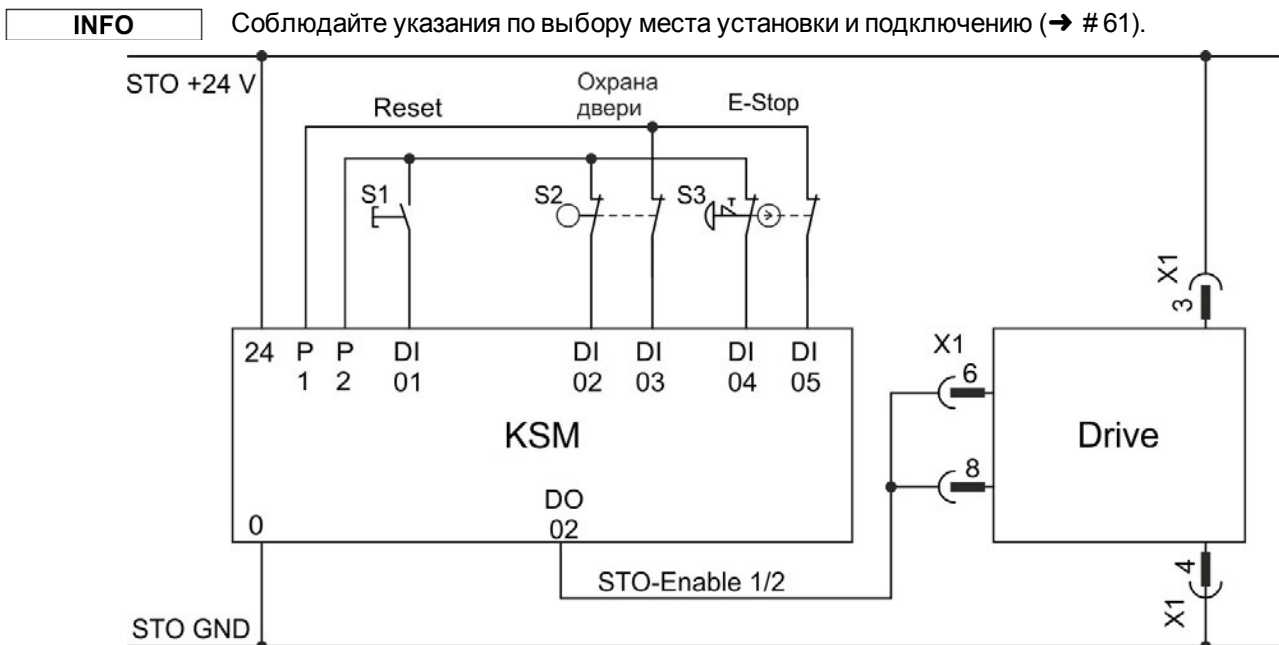 INFO
Соблюдайте указания по выбору места установки и подключению (➜ # 61).
STO +24 V
Reset
Охрана
двери
E-Stop
S1
S2
S3
X1
3
24 P P DI DI DI DI DI
1 2 01 02 03 04 05
X1
6
KSM
Drive
8
DO
0 02
4
STO-Enable 1/2
X1
STO GND